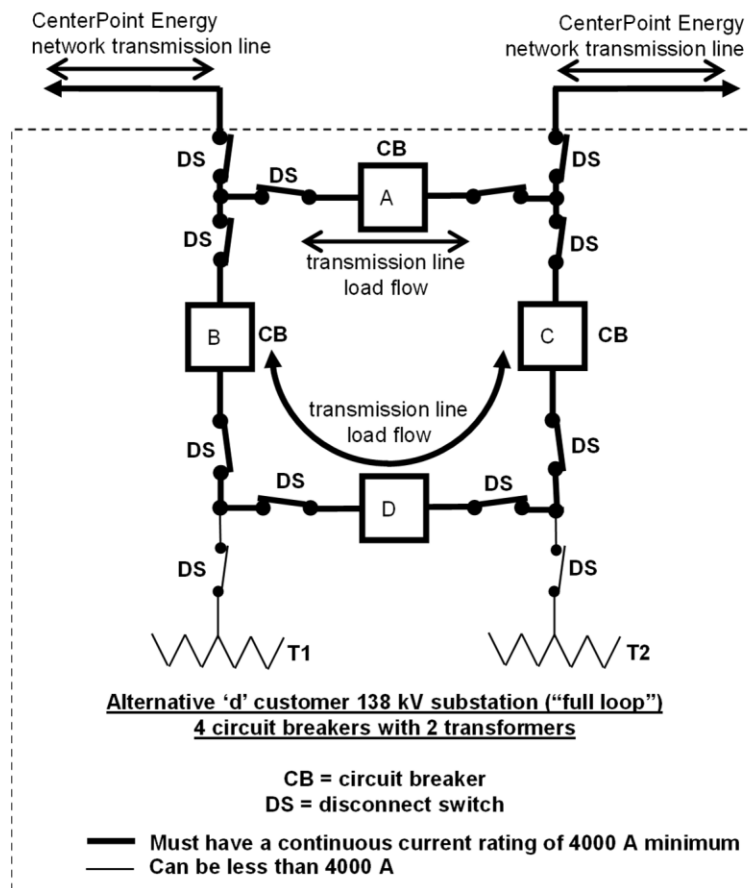 CenterPoint Energy
network transmission line
CenterPoint Energy
network transmission line
DS
DS
CB
DS
A
DS
DS
transmission line
load flow
B
CB
C
CB
transmission line
load flow
DS
DS
DS
DS
D
DS
DS
T1
T2
Alternative ‘d’ customer 138 kV substation (“full loop”)
4 circuit breakers with 2 transformers
CB = circuit breaker
DS = disconnect switch
Must have a continuous current rating of 4000 A minimum
Can be less than 4000 A